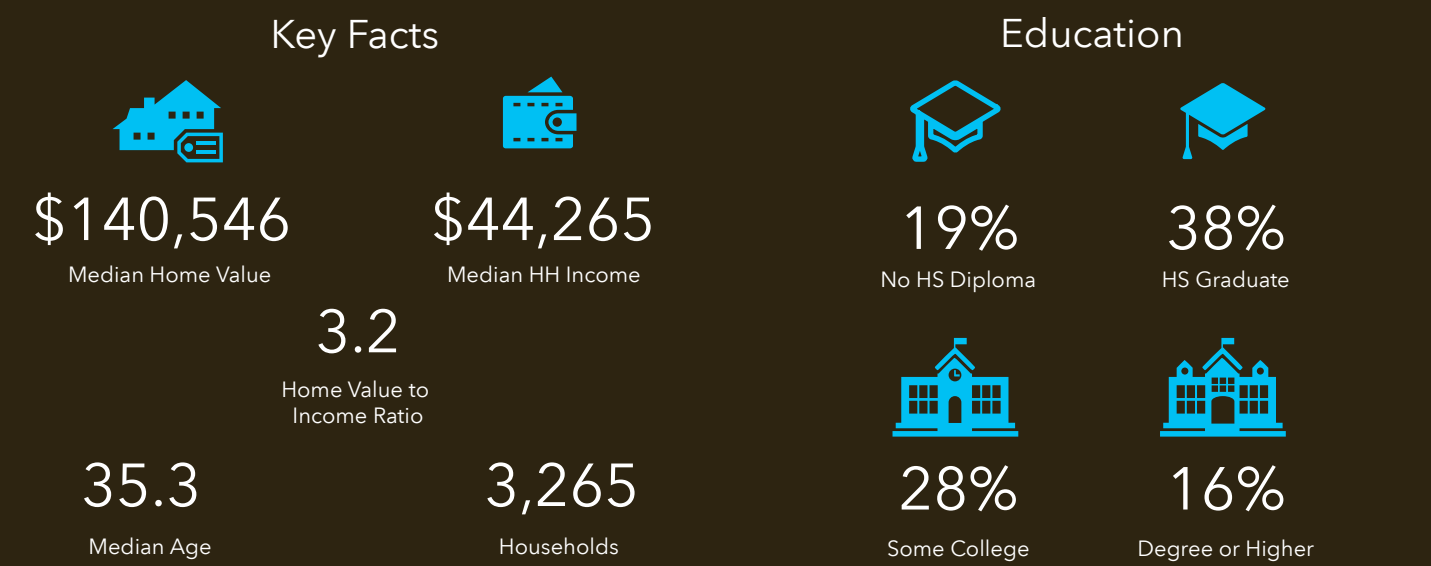 Key Facts
$140,546
Median Home Value
$44,265
Median HH Income
3.2
Home Value to
Income Ratio
35.3
Median Age
3,265
Households
Education
19%
No HS Diploma
38%
HS Graduate
28%
Some College
16%
Degree or Higher